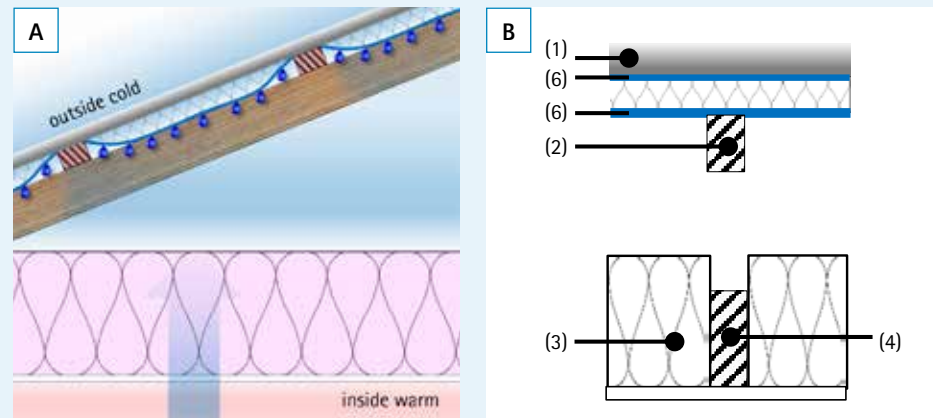 A
outside cold
inside warm
B
(1)
(6)
(6)
(2)
(3)
(4)